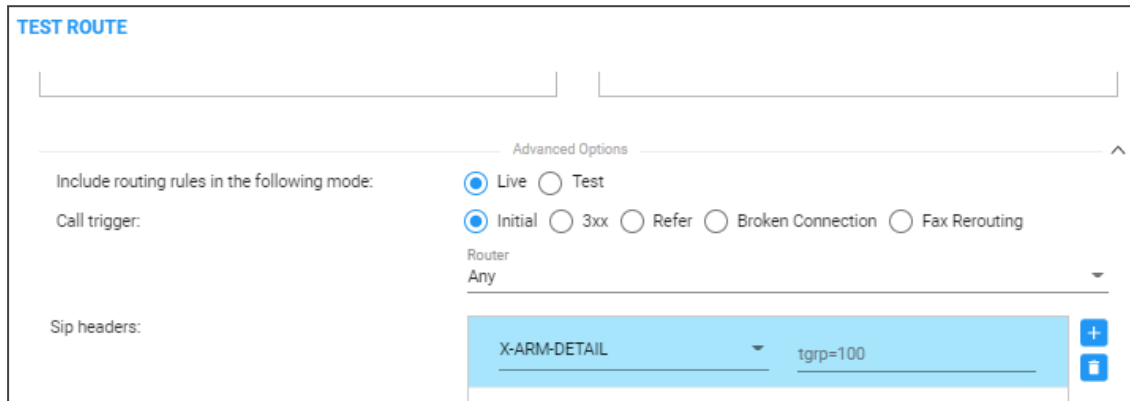 TEST ROUTE
Advanced Options
Include routing rules in the following mode: Live Test
Call trigger: Initial 3xx Refer Broken Connection Fax Rerouting
Router
Any
Sip headers:
X-ARM-DETAIL tgrp=100